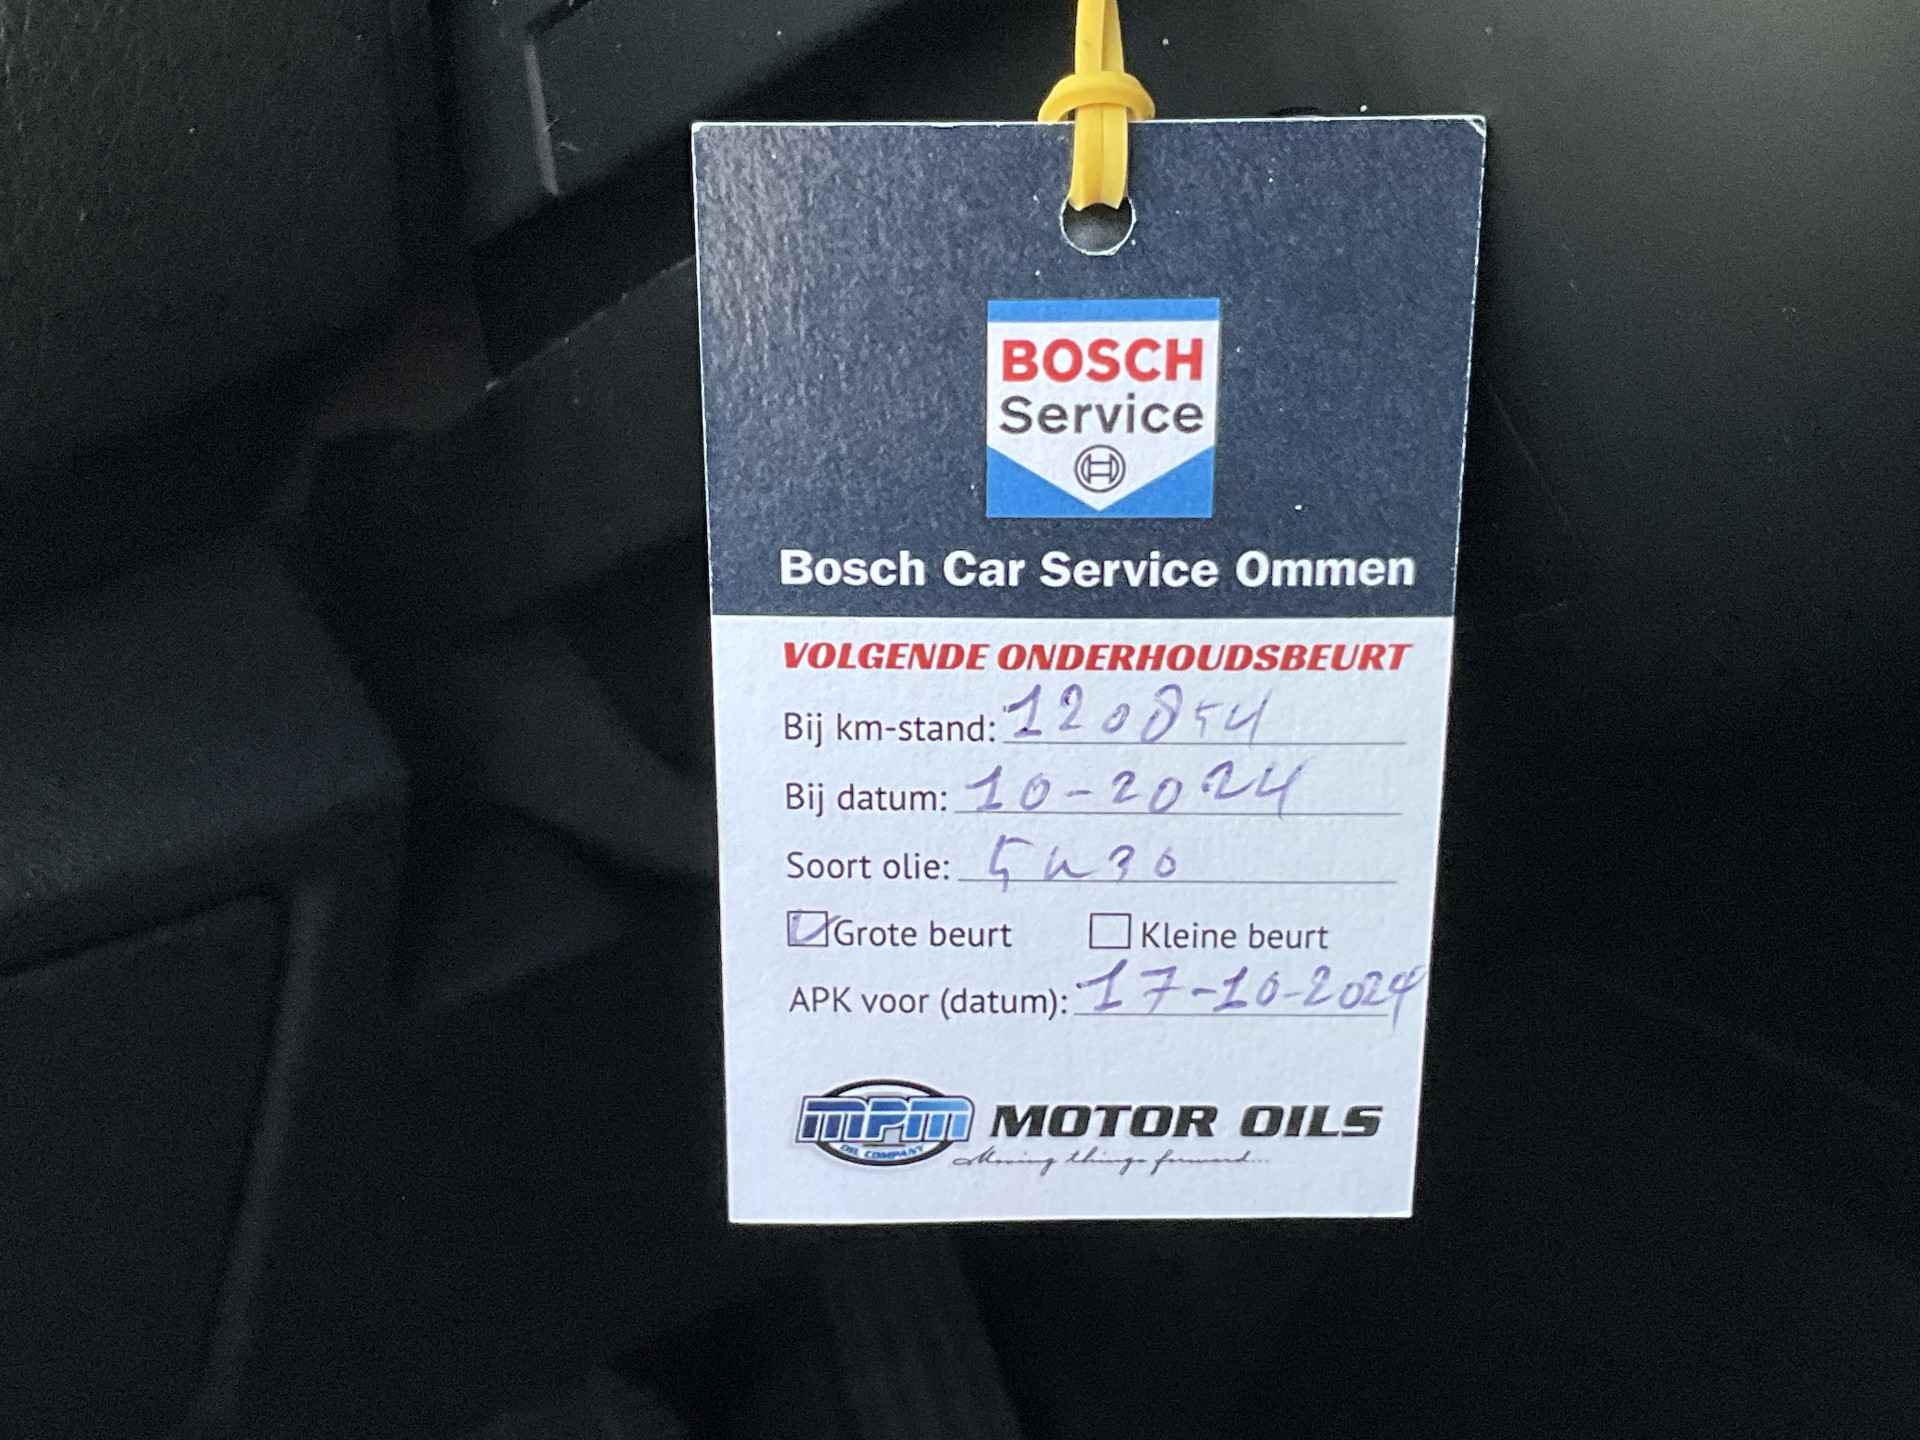 BOSCH
Service
Bosch Car Service Ommen
VOLGENDE ONDERHOUDSBEURT
Bij km-stand: 120854
Bij datum: 10-2024
Soort olie: 5w30
Grote beurt Kleine beurt
APK voor (datum): 17-10-2024
MPM MOTOR OILS
OIL COMPANY Moving things forward...